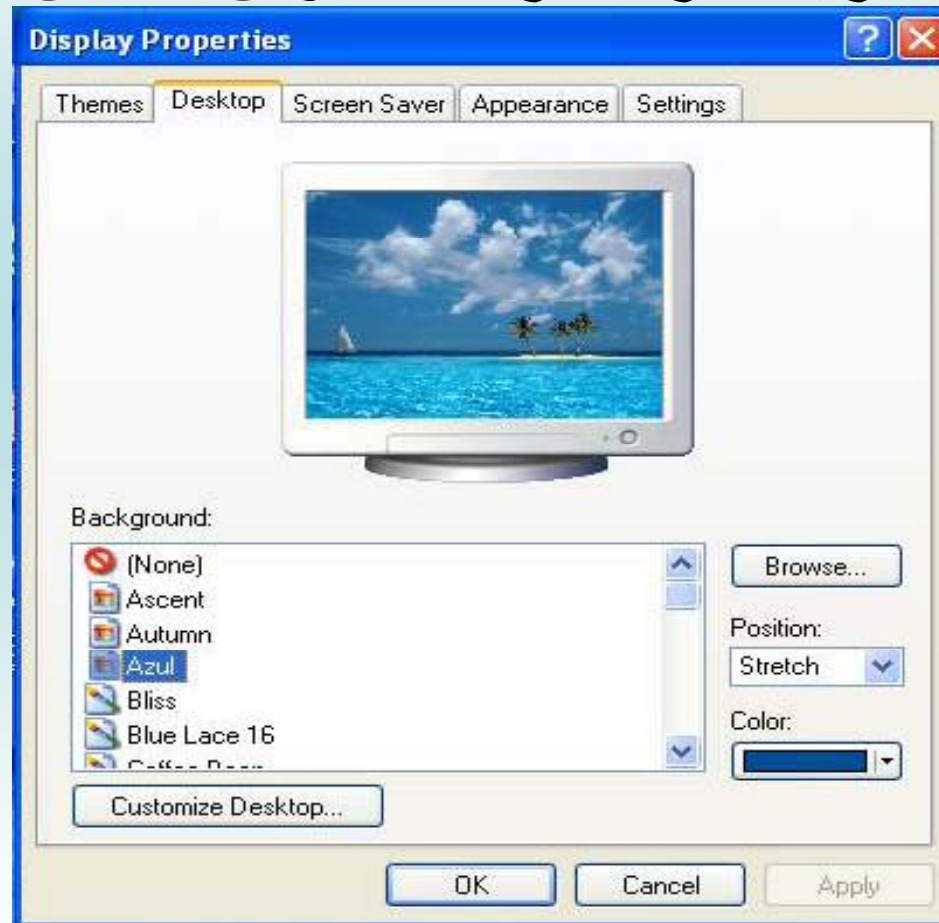 Display Properties
Themes Desktop Screen Saver Appearance Settings
Background:
(None)
Ascent
Autumn
Azul
Bliss
Blue Lace 16
Browse...
Position:
Stretch
Color:
Customize Desktop...
OK Cancel Apply